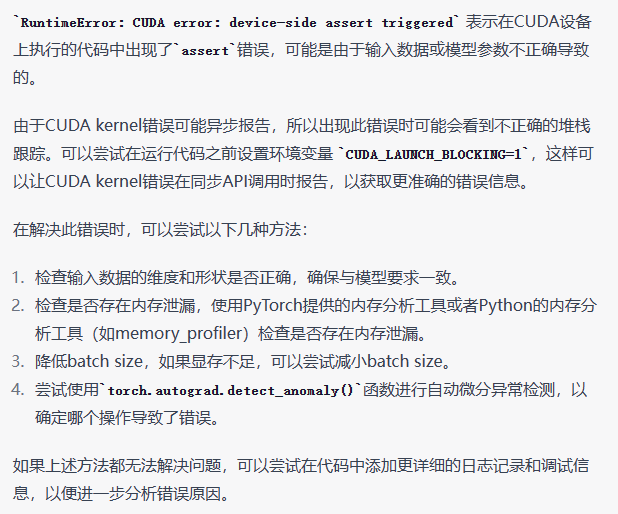 `RuntimeError: CUDA error: device-side assert triggered` 表示在CUDA设备
上执行的代码中出现了`assert`错误，可能是由于输入数据或模型参数不正确导致
的。
由于CUDA kernel错误可能异步报告，所以出现此错误时可能会看到不正确的堆栈
跟踪。可以尝试在运行代码之前设置环境变量 `CUDA_LAUNCH_BLOCKING=1`，这样可
以让CUDA kernel错误在同步API调用时报告，以获取更准确的错误信息。
在解决此错误时，可以尝试以下几种方法：
1. 检查输入数据的维度和形状是否正确，确保与模型要求一致。
2. 检查是否存在内存泄漏，使用PyTorch提供的内存分析工具或者Python的内存分
析工具（如memory_profiler）检查是否存在内存泄漏。
3. 降低batch size，如果显存不足，可以尝试减小batch size。
4. 尝试使用`torch.autograd.detect_anomaly()`函数进行自动微分异常检测，以
确定哪个操作导致了错误。
如果上述方法都无法解决问题，可以尝试在代码中添加更详细的日志记录和调试信
息，以便进一步分析错误原因。